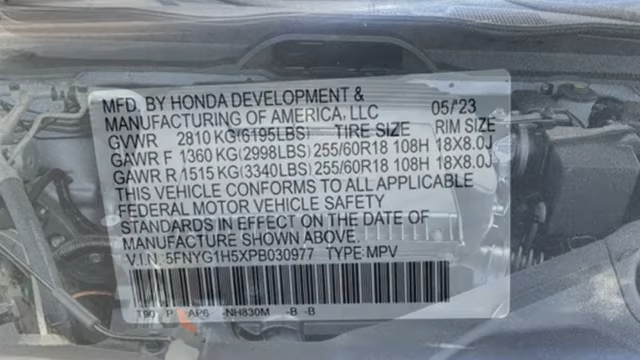 MFD. BY HONDA DEVELOPMENT &
MANUFACTURING OF AMERICA, LLC 05/'23
GVWR 2810 KG(6195LBS) TIRE SIZE RIM SIZE
GAWR F 1360 KG(2998LBS) 255/60R18 108H 18X8.0J
GAWR R 1515 KG(3340LBS) 255/60R18 108H 18X8.0J
THIS VEHICLE CONFORMS TO ALL APPLICABLE
FEDERAL MOTOR VEHICLE SAFETY
STANDARDS IN EFFECT ON THE DATE OF
MANUFACTURE SHOWN ABOVE.
V.I.N.:5FNYG1H5XPB030977 TYPE:MPV
T90 P AP6 -NH830M -B -B